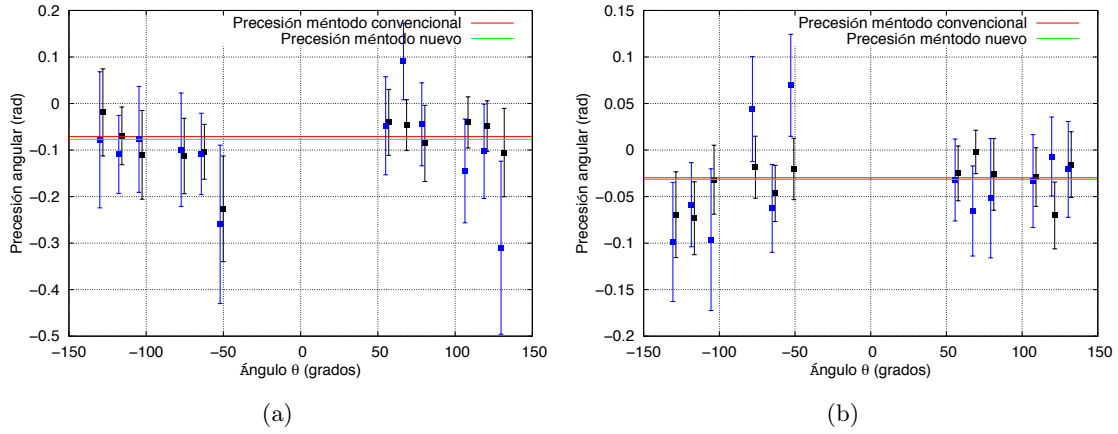 Precesión méntodo convencional
Precesión méntodo nuevo
Precesión angular (rad)
0.2
0.1
0
−0.1
−0.2
−0.3
−0.4
−0.5
−150 −100 −50 0 50 100 150
Ángulo θ (grados)
(a)
Precesión méntodo convencional
Precesión méntodo nuevo
Precesión angular (rad)
0.15
0.1
0.05
0
−0.05
−0.1
−0.15
−0.2
−150 −100 −50 0 50 100 150
Ángulo θ (grados)
(b)